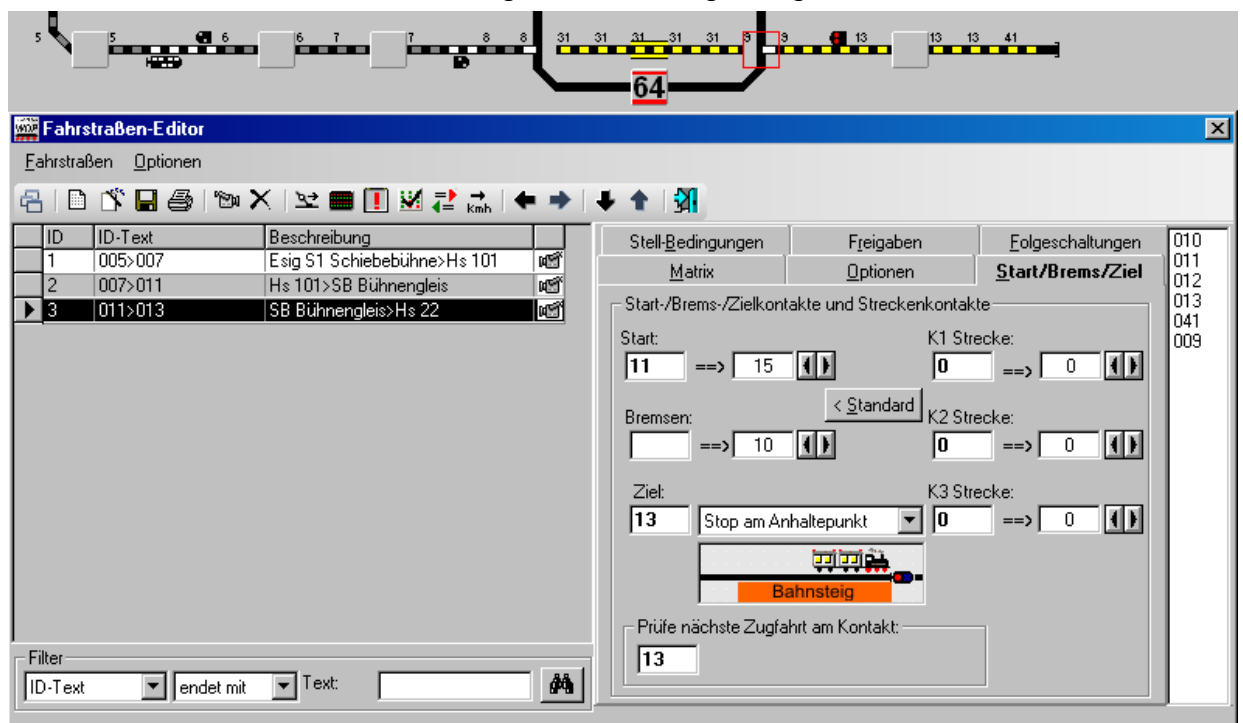 5 5 6 6 7 7 8 8 31 31 31 31 31 9 9 13 13 13 41
64
Fahrstraßen-Editor
Fahrstraßen Optionen
kmh
ID ID-Text Beschreibung
1 005>007 Esig S1 Schiebebühne>Hs 101
2 007>011 Hs 101>SB Bühnengleis
3 011>013 SB Bühnengleis>Hs 22
Filter
ID-Text endet mit Text:
Stell-Bedingungen Freigaben Folgeschaltungen
Matrix Optionen Start/Brems/Ziel
Start-/Brems-/Zielkontakte und Streckenkontakte
Start: K1 Strecke:
11 ==> 15 0 ==> 0
< Standard
Bremsen: K2 Strecke:
==> 10 0 ==> 0
Ziel: K3 Strecke:
13 Stop am Anhaltepunkt 0 ==> 0
Bahnsteig
Prüfe nächste Zugfahrt am Kontakt:
13
010
011
012
013
041
009